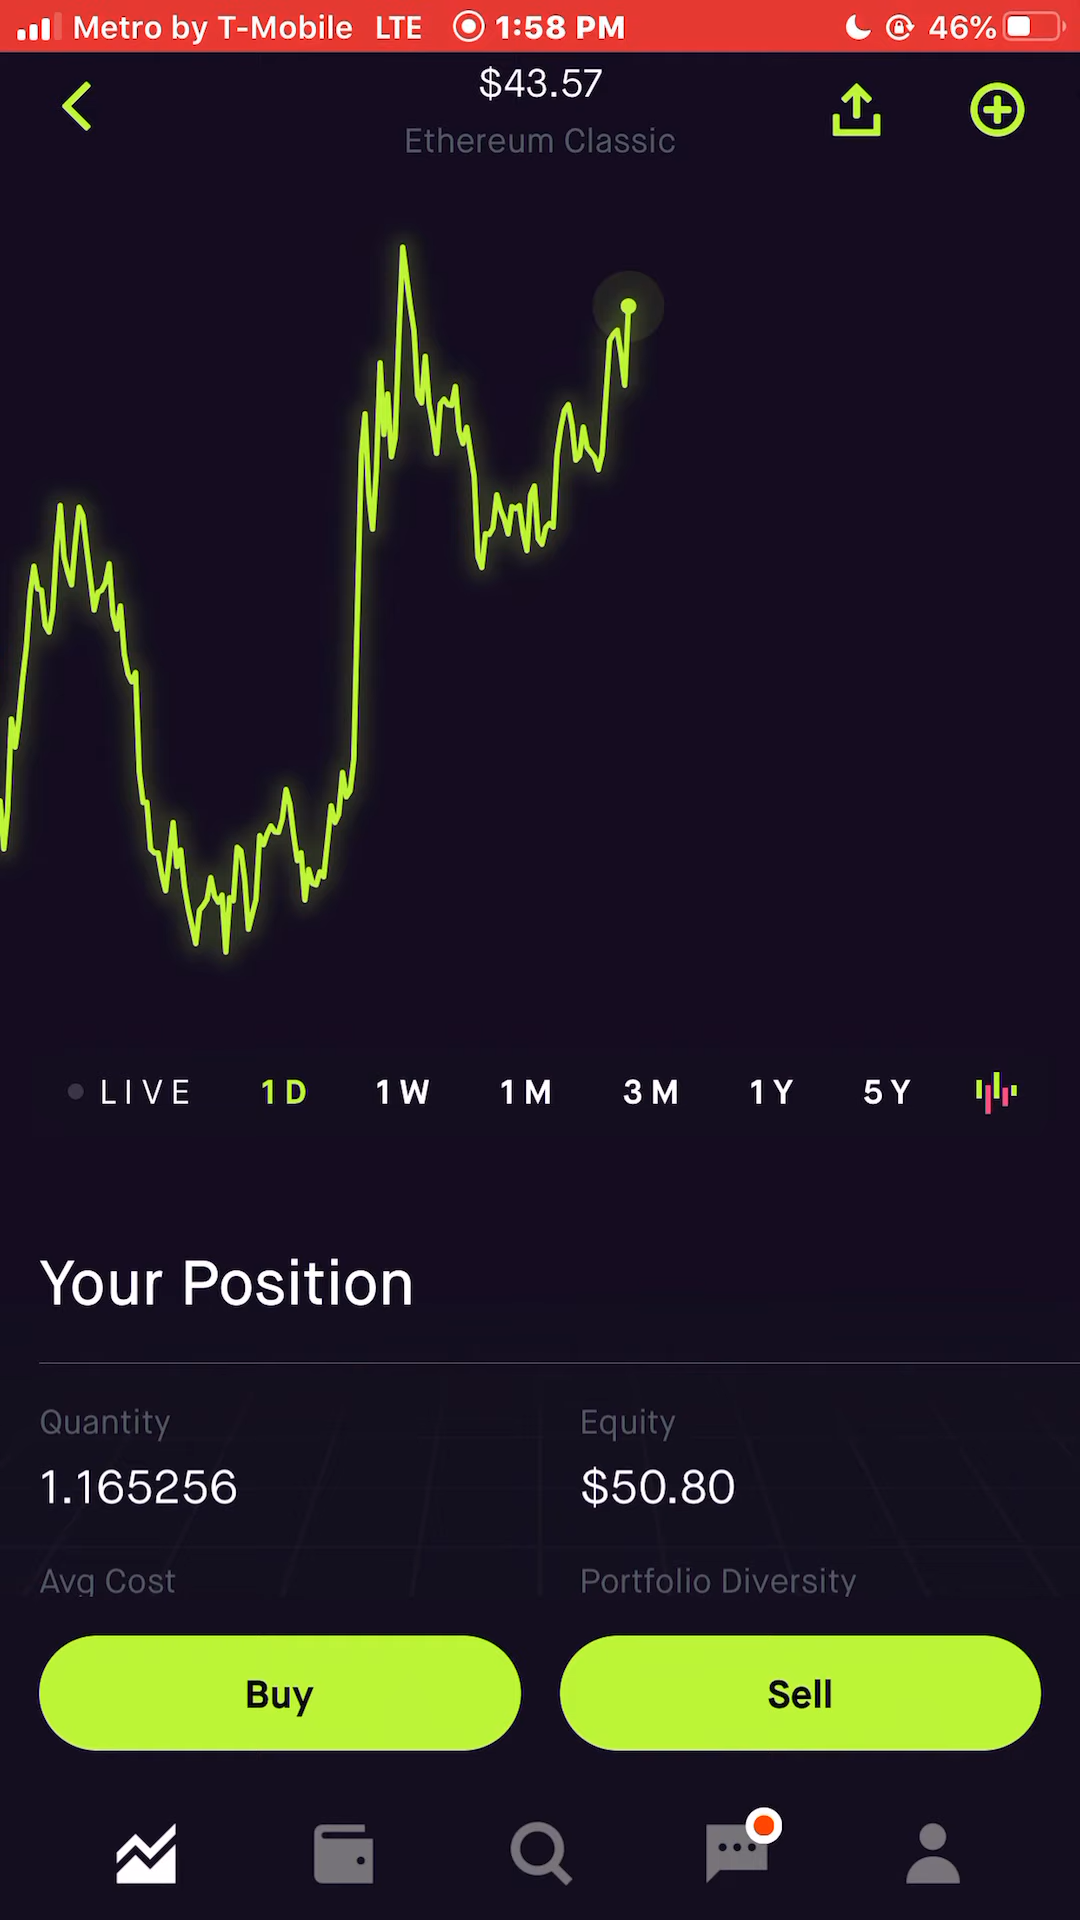 Metro by T-Mobile LTE 1:58 PM 46%
$43.57
Ethereum Classic
LIVE 1D 1W 1M 3M 1Y 5Y
Your Position
Quantity Equity
1.165256 $50.80
Avg Cost Portfolio Diversity
Buy Sell